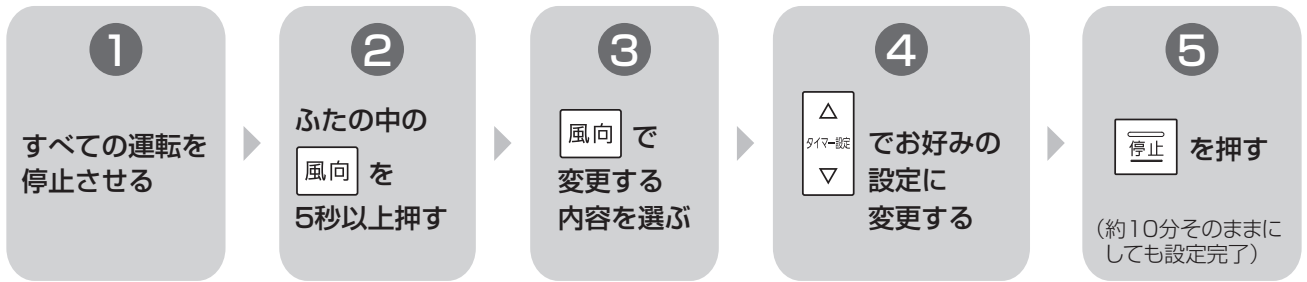 1
すべての運転を
停止させる
2
ふたの中の
風向 を
5秒以上押す
3
風向 で
変更する
内容を選ぶ
4
△
タイマー設定
▽
でお好みの
設定に
変更する
5
停止 を押す
（約10分そのままに
しても設定完了）